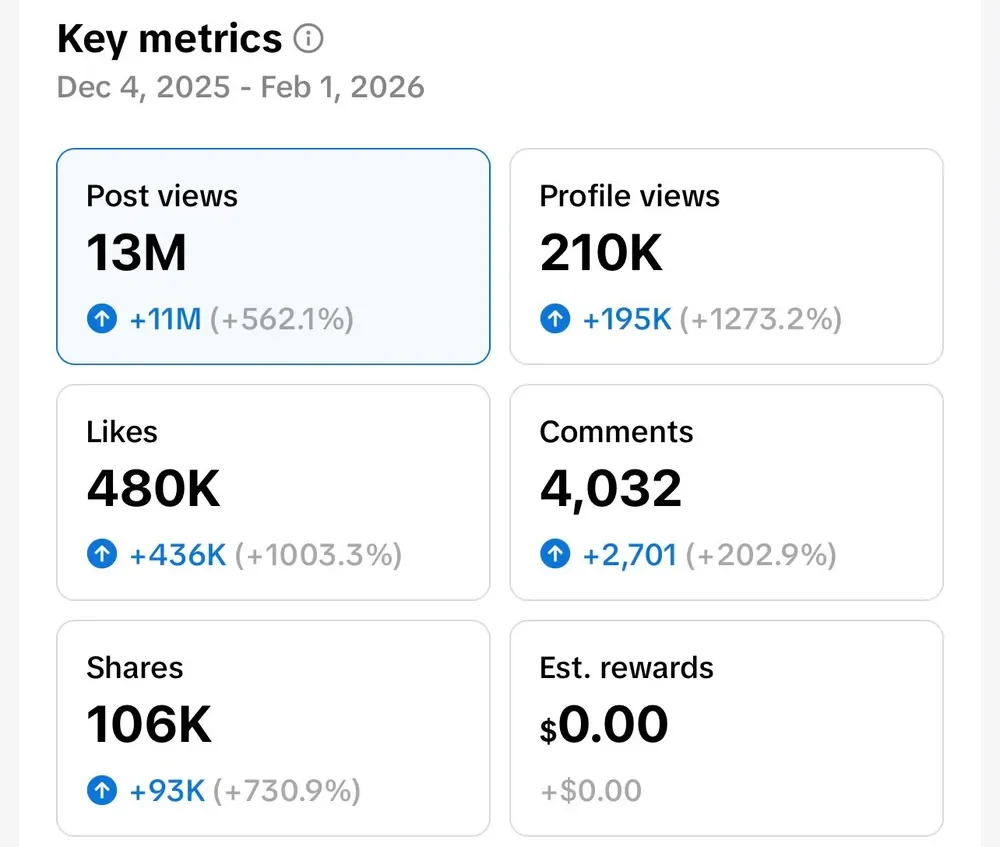 Key metrics
Dec 4, 2025 - Feb 1, 2026
Post views
13M
+11M (+562.1%)
Profile views
210K
+195K (+1273.2%)
Likes
480K
+436K (+1003.3%)
Comments
4,032
+2,701 (+202.9%)
Shares
106K
+93K (+730.9%)
Est. rewards
$0.00
+$0.00